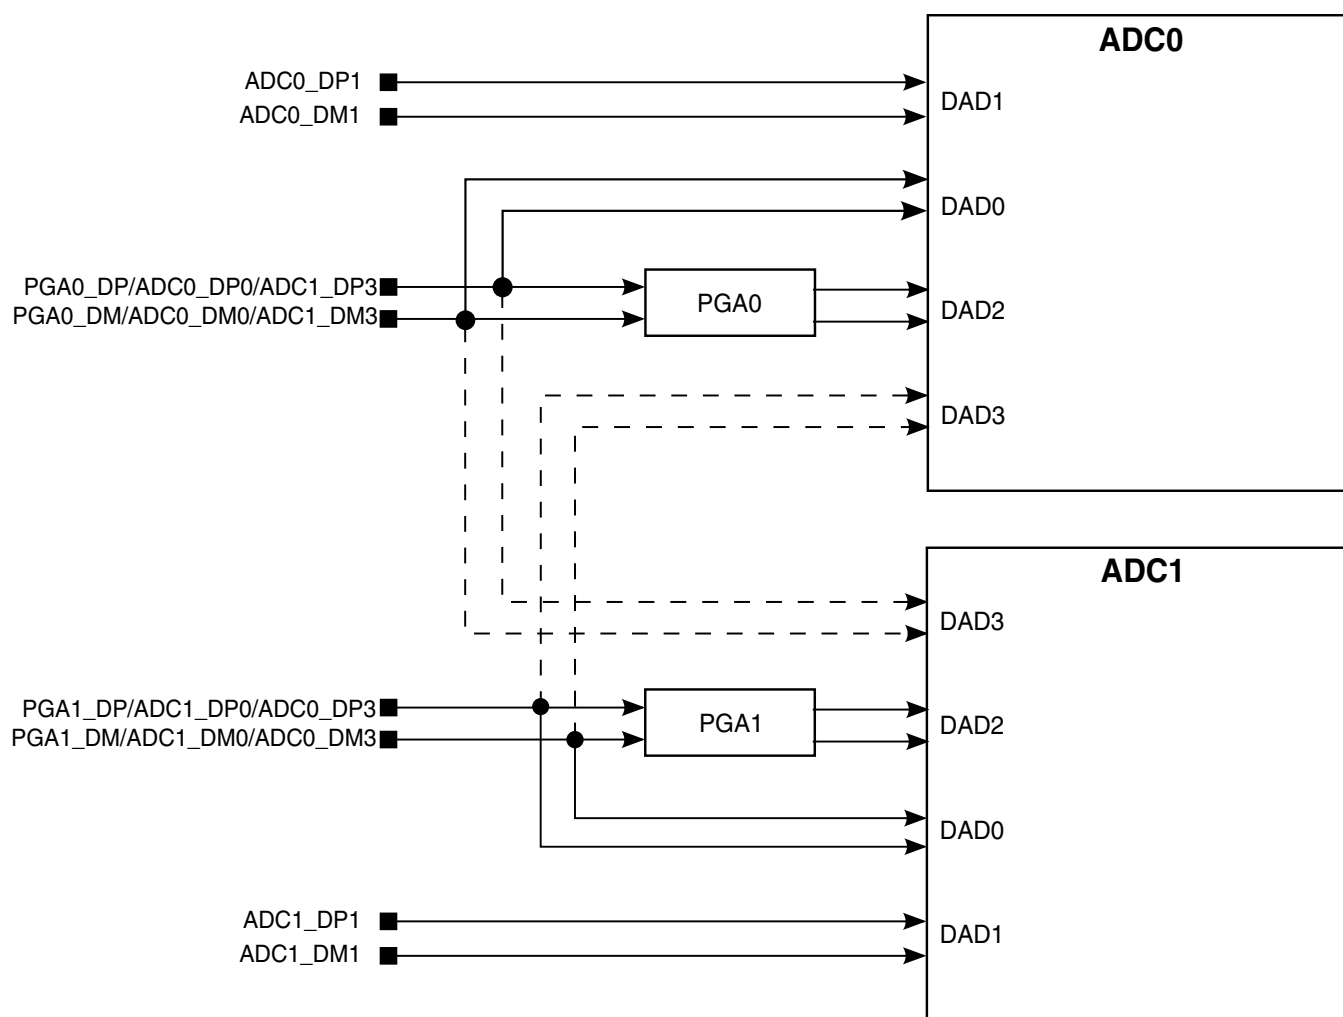 ADC0
ADC0_DP1
ADC0_DM1
DAD1
DAD0
PGA0_DP/ADC0_DP0/ADC1_DP3
PGA0_DM/ADC0_DM0/ADC1_DM3
PGA0
DAD2
DAD3
ADC1
DAD3
PGA1_DP/ADC1_DP0/ADC0_DP3
PGA1_DM/ADC1_DM0/ADC0_DM3
PGA1
DAD2
DAD0
ADC1_DP1
ADC1_DM1
DAD1